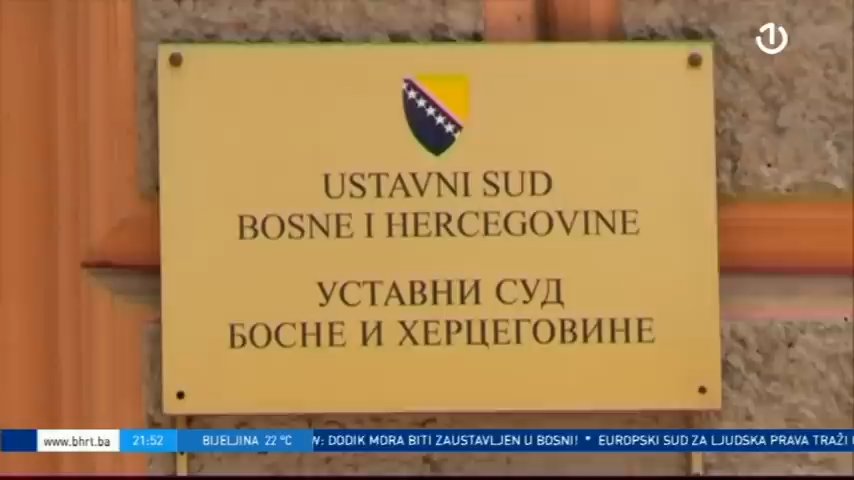 USTAVNI SUD
BOSNE I HERCEGOVINE
УСТАВНИ СУД
БОСНЕ И ХЕРЦЕГОВИНЕ
www.bhrt.ba 21:52 BIJELJINA 22 °C : DODIK MORA BITI ZAUSTAVLJEN U BOSNI! * EUROPSKI SUD ZA LJUDSKA PRAVA TRAŽI